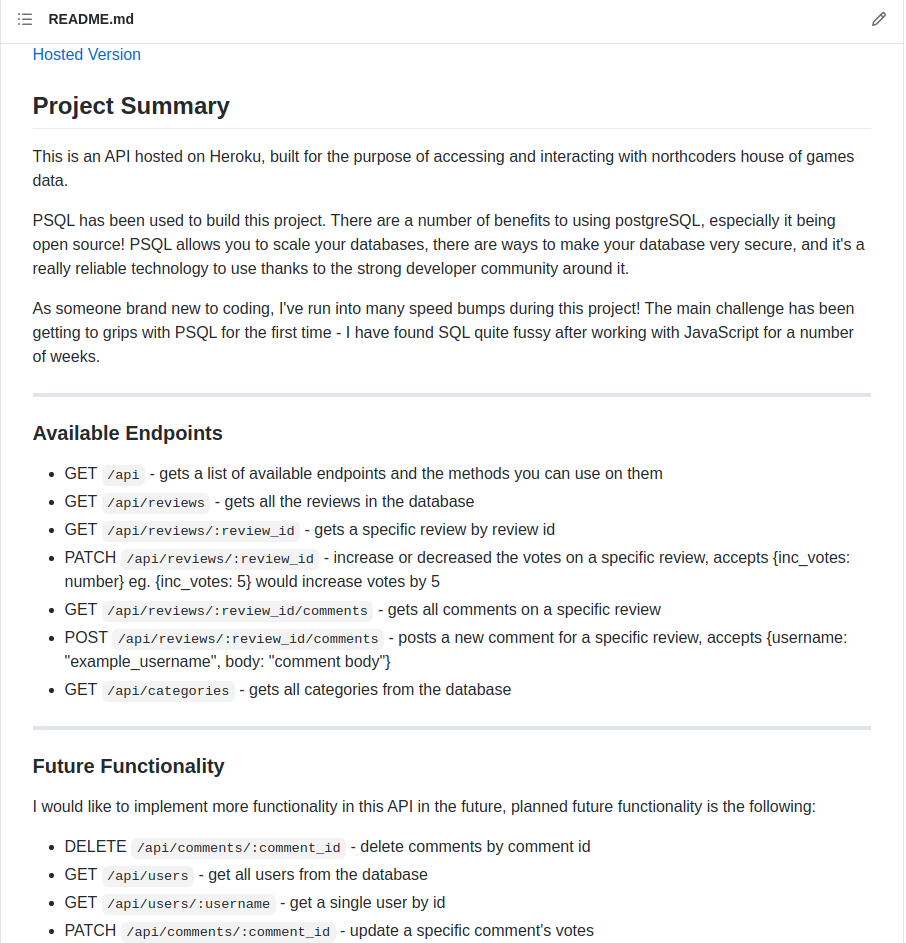 README.md
Hosted Version
Project Summary
This is an API hosted on Heroku, built for the purpose of accessing and interacting with northcoders house of games
data.
PSQL has been used to build this project. There are a number of benefits to using postgreSQL, especially it being
open source! PSQL allows you to scale your databases, there are ways to make your database very secure, and it's a
really reliable technology to use thanks to the strong developer community around it.
As someone brand new to coding, I've run into many speed bumps during this project! The main challenge has been
getting to grips with PSQL for the first time - I have found SQL quite fussy after working with JavaScript for a number
of weeks.
Available Endpoints
GET /api - gets a list of available endpoints and the methods you can use on them
GET /api/reviews - gets all the reviews in the database
GET /api/reviews/:review_id - gets a specific review by review id
PATCH /api/reviews/:review_id - increase or decreased the votes on a specific review, accepts {inc_votes:
number} eg. {inc_votes: 5} would increase votes by 5
GET /api/reviews/:review_id/comments - gets all comments on a specific review
POST /api/reviews/:review_id/comments - posts a new comment for a specific review, accepts {username:
"example_username", body: "comment body"}
GET /api/categories - gets all categories from the database
Future Functionality
I would like to implement more functionality in this API in the future, planned future functionality is the following:
DELETE /api/comments/:comment_id - delete comments by comment id
GET /api/users - get all users from the database
GET /api/users/:username - get a single user by id
PATCH /api/comments/:comment_id - update a specific comment's votes